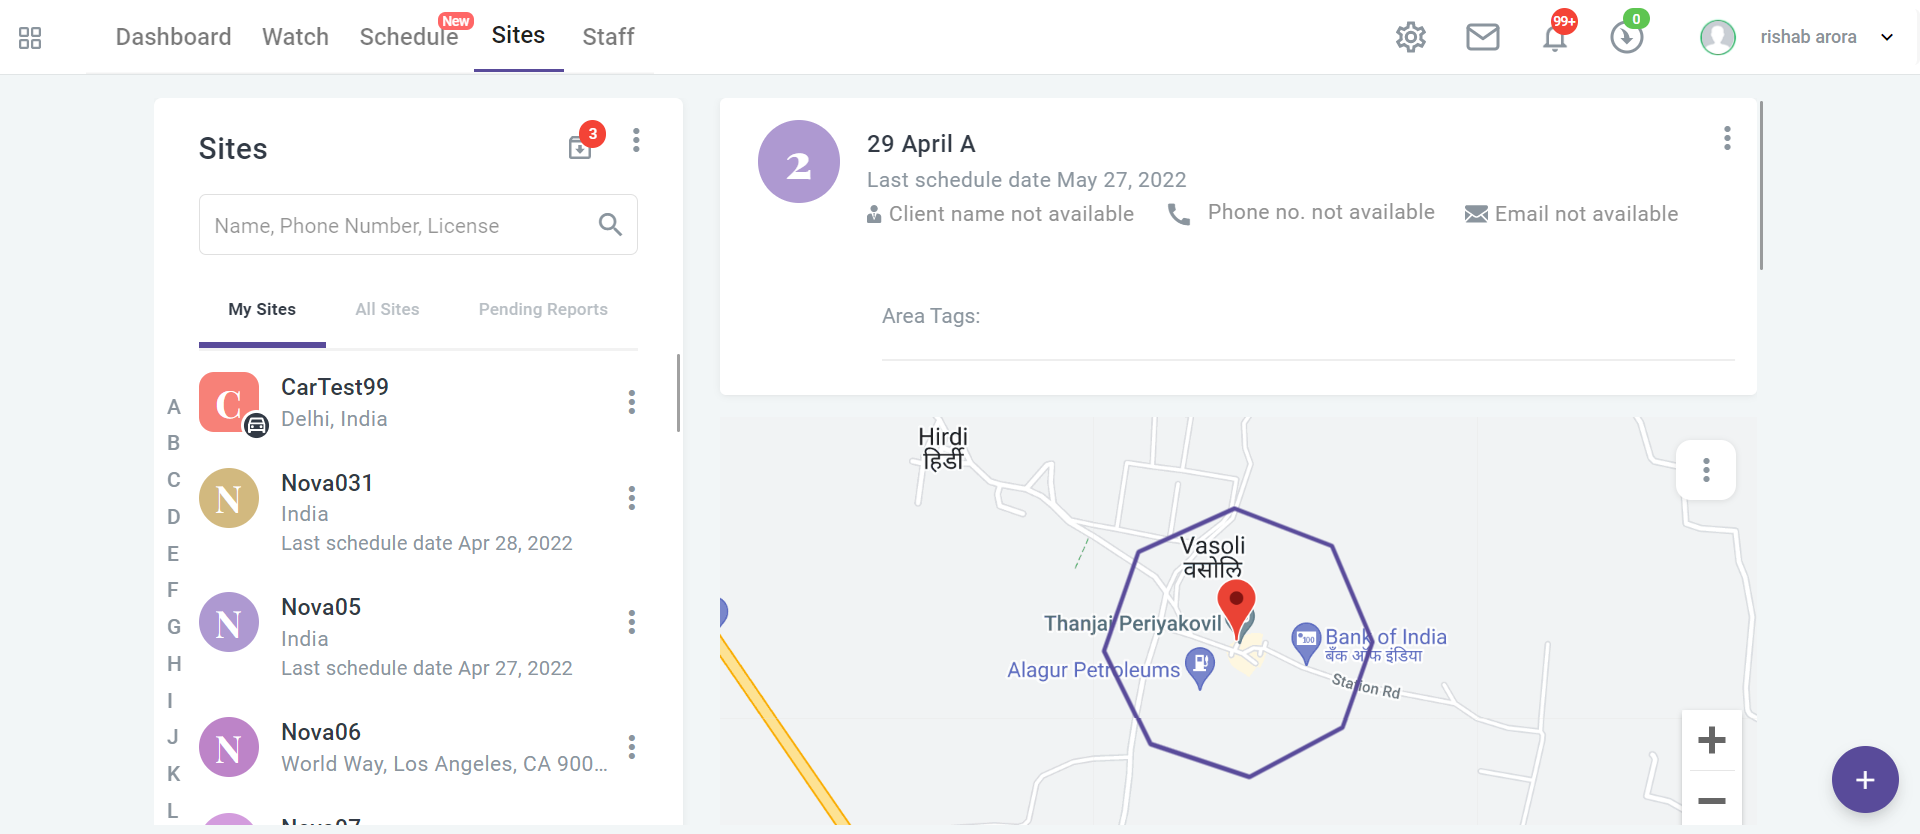 Dashboard Watch Schedule New Sites Staff 99+ 0 rishab arora
Sites 3
Name, Phone Number, License
My Sites All Sites Pending Reports
A
B
C
D
E
F
G
H
I
J
K
L
C CarTest99
Delhi, India
N Nova031
India
Last schedule date Apr 28, 2022
N Nova05
India
Last schedule date Apr 27, 2022
N Nova06
World Way, Los Angeles, CA 900...
Nova07
2 29 April A
Last schedule date May 27, 2022
Client name not available Phone no. not available Email not available
Area Tags:
Hirdi
हिर्डी
Vasoli
वसोलि
Thanjai Periyakovil
100 Bank of India
बँक ऑफ इंडिया
Alagur Petroleums
Station Rd
+
−
+